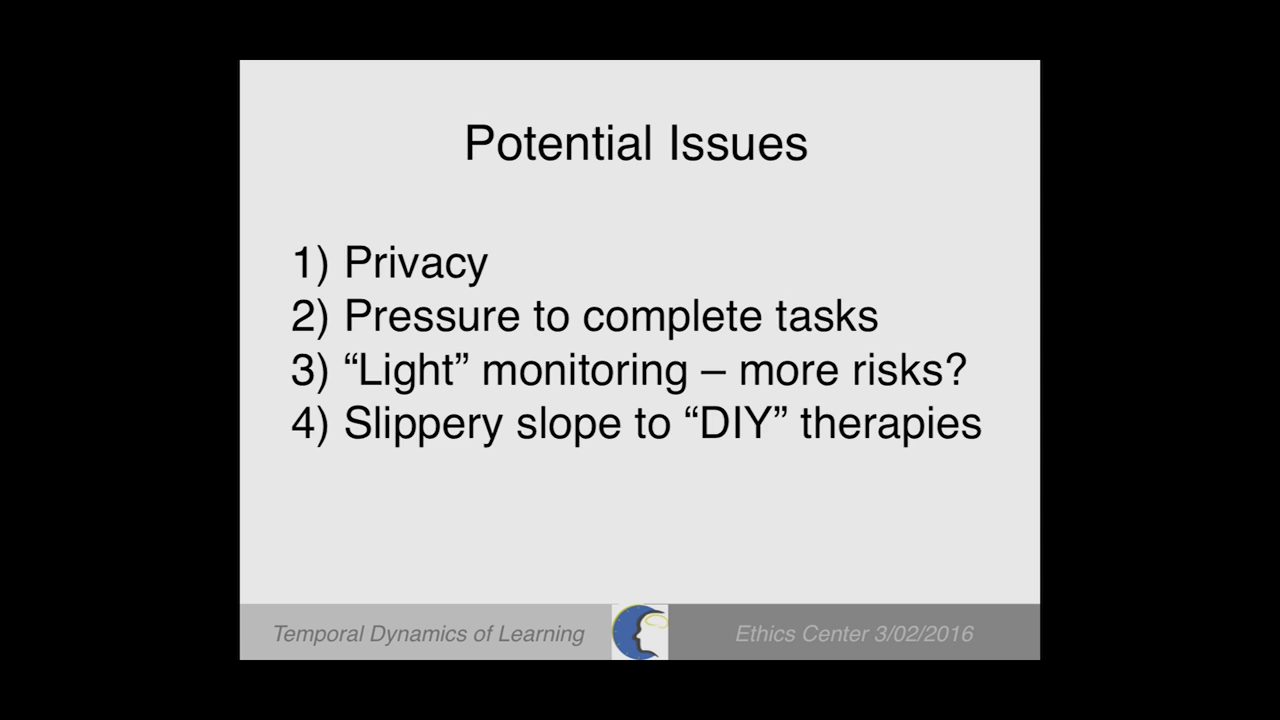 Potential Issues
1) Privacy
2) Pressure to complete tasks
3) “Light” monitoring – more risks?
4) Slippery slope to “DIY” therapies
Temporal Dynamics of Learning
Ethics Center 3/02/2016